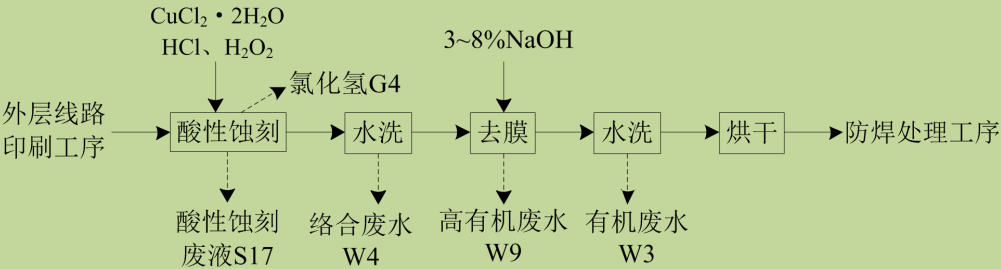 CuCl₂·2H₂O
HCl、H₂O₂
3~8%NaOH
氯化氢G4
外层线路
印刷工序
酸性蚀刻
水洗
去膜
水洗
烘干
防焊处理工序
酸性蚀刻
废液S17
络合废水
W4
高有机废水
W9
有机废水
W3